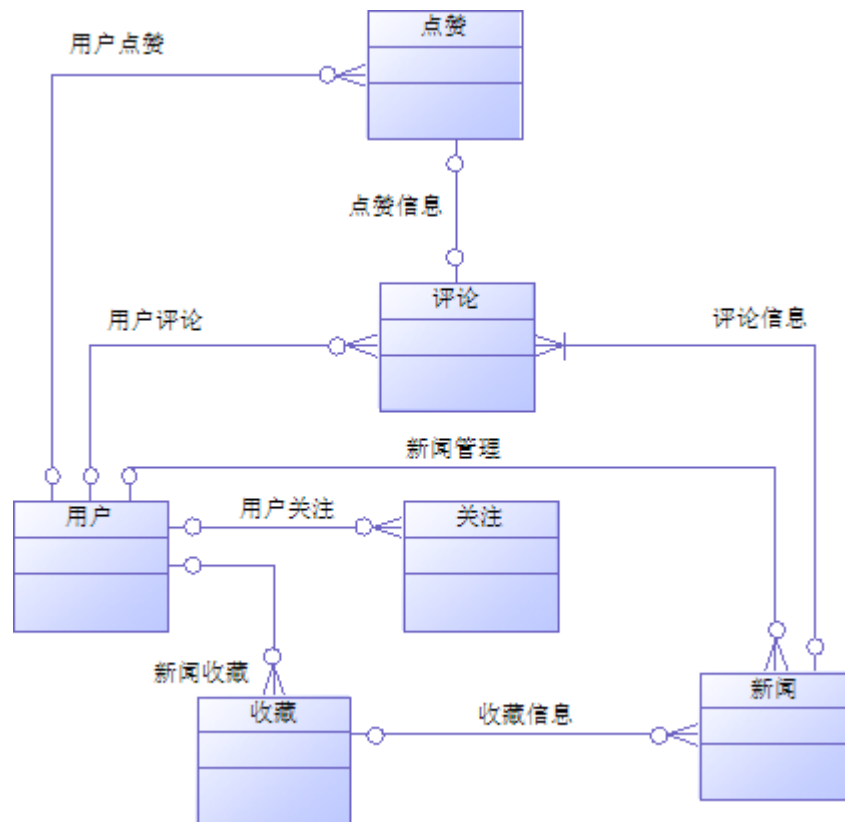 点赞
用户点赞
点赞信息
评论
用户评论
评论信息
新闻管理
用户
用户关注
关注
新闻收藏
新闻
收藏
收藏信息